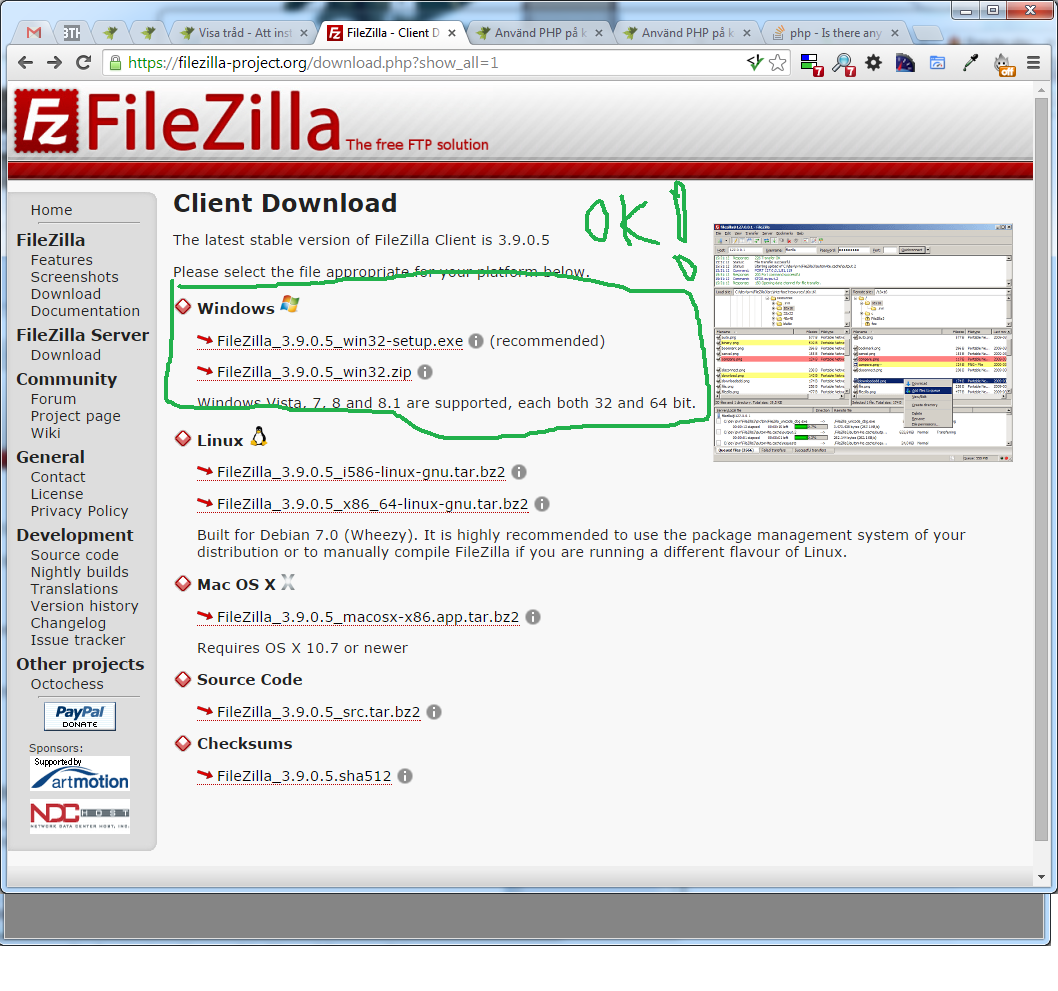 Visa tråd - Att inst
FileZilla - Client D
Använd PHP på k
Använd PHP på k
php - Is there any
https://filezilla-project.org/download.php?show_all=1
7
7
off
Fz FileZilla The free FTP solution
Home
FileZilla
Features
Screenshots
Download
Documentation
FileZilla Server
Download
Community
Forum
Project page
Wiki
General
Contact
License
Privacy Policy
Development
Source code
Nightly builds
Translations
Version history
Changelog
Issue tracker
Other projects
Octochess
PayPal
DONATE
Sponsors:
Supported by
artmotion
NDC HOST
NETWORK DATA CENTER HOST, INC.
Client Download
OK!
The latest stable version of FileZilla Client is 3.9.0.5
Please select the file appropriate for your platform below.
Windows
FileZilla_3.9.0.5_win32-setup.exe i (recommended)
FileZilla_3.9.0.5_win32.zip i
Windows Vista, 7, 8 and 8.1 are supported, each both 32 and 64 bit.
Linux
FileZilla_3.9.0.5_i586-linux-gnu.tar.bz2 i
FileZilla_3.9.0.5_x86_64-linux-gnu.tar.bz2 i
Built for Debian 7.0 (Wheezy). It is highly recommended to use the package management system of your
distribution or to manually compile FileZilla if you are running a different flavour of Linux.
Mac OS X
FileZilla_3.9.0.5_macosx-x86.app.tar.bz2 i
Requires OS X 10.7 or newer
Source Code
FileZilla_3.9.0.5_src.tar.bz2 i
Checksums
FileZilla_3.9.0.5.sha512 i